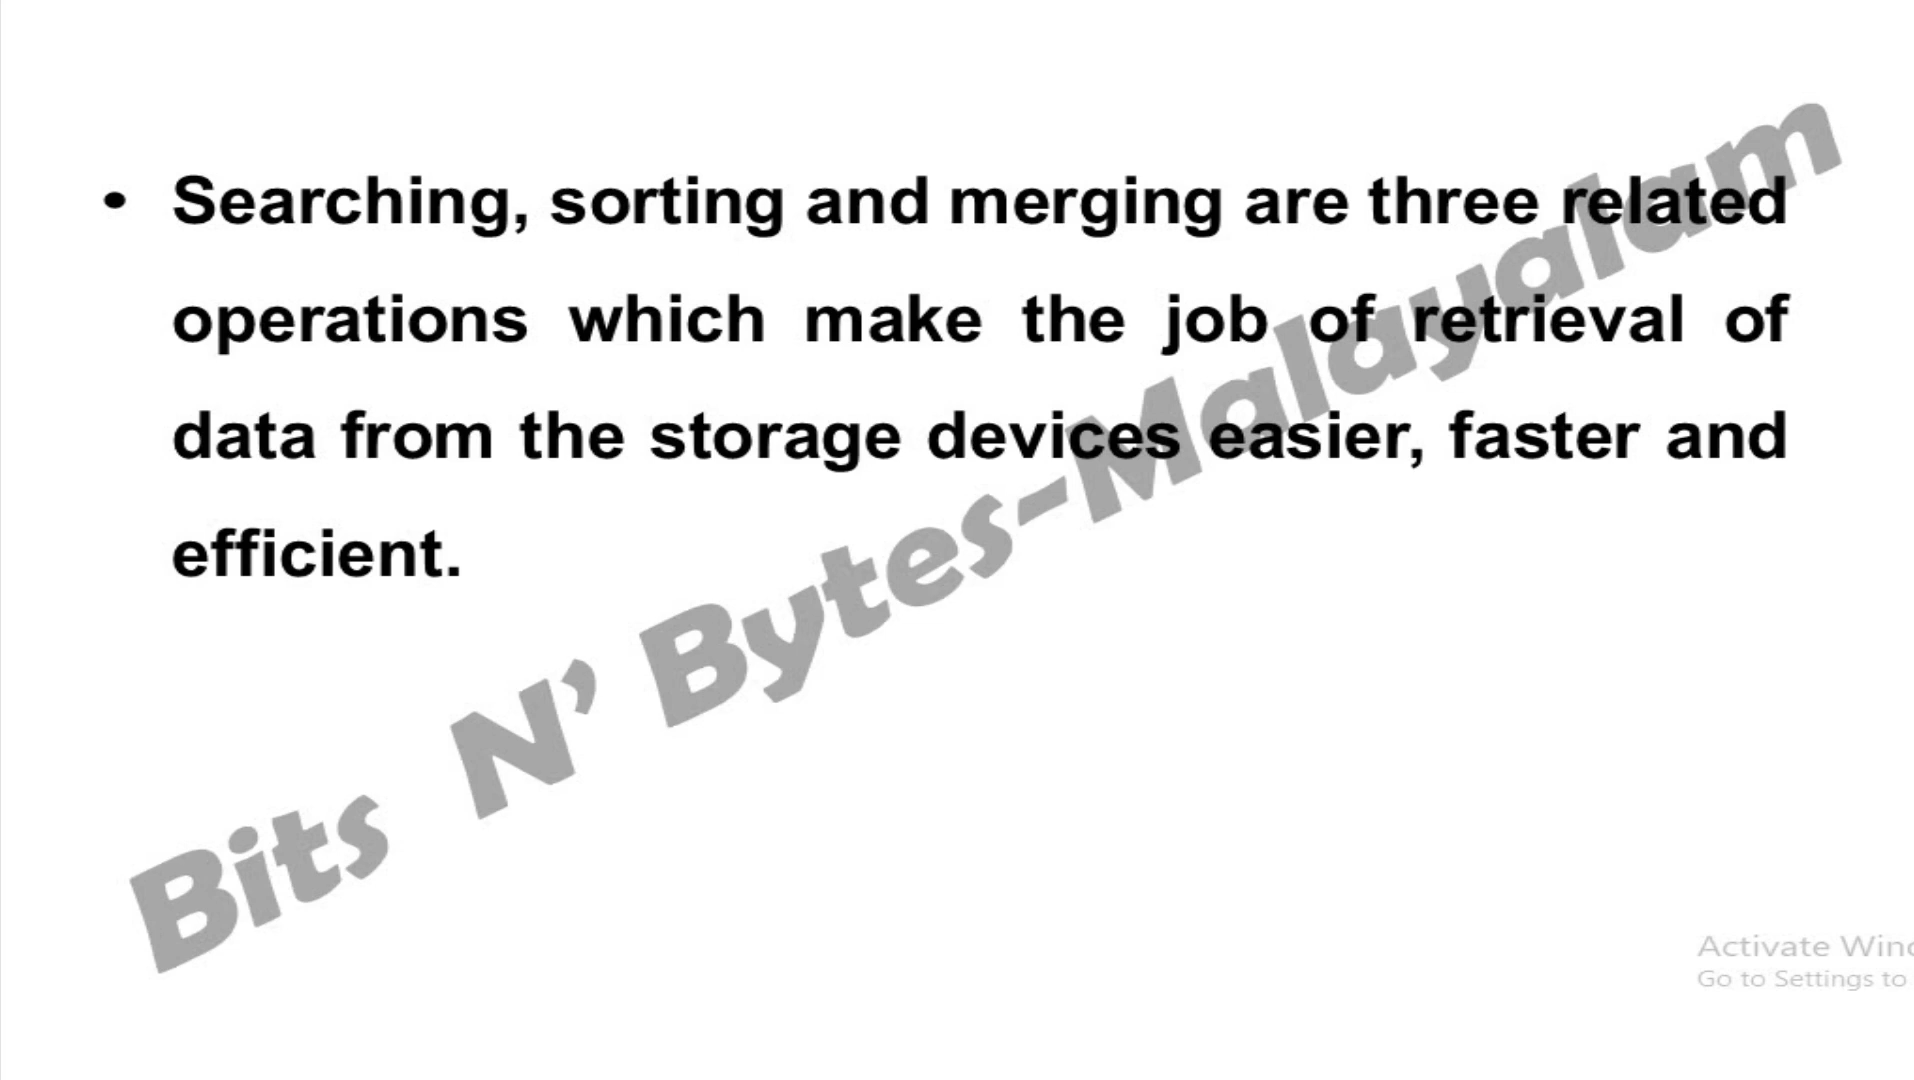 • Searching, sorting and merging are three related
operations which make the job of retrieval of
data from the storage devices easier, faster and
efficient.
Bits N’ Bytes-Malayalam
Activate
Go to Settings to